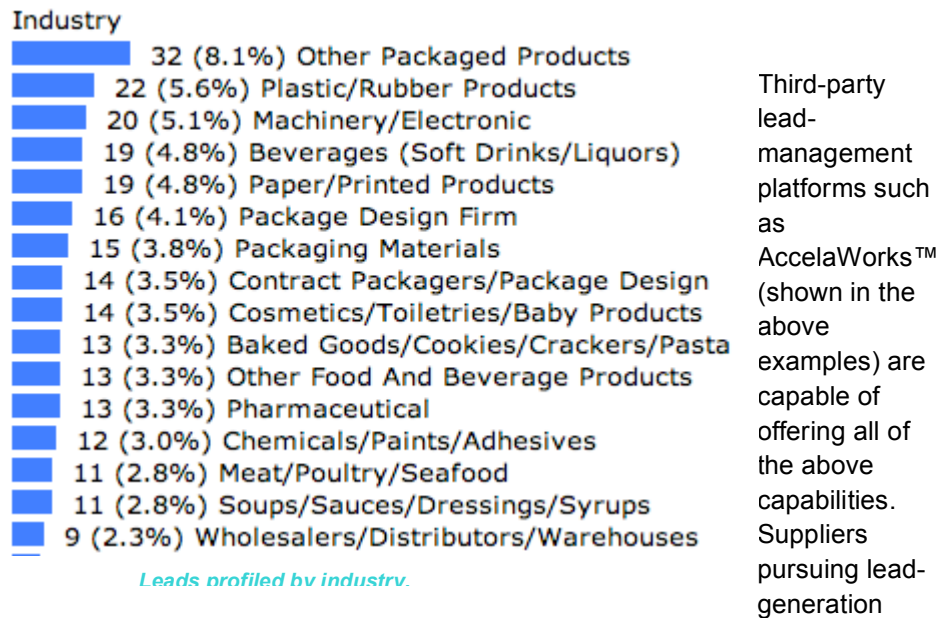 Industry
32 (8.1%) Other Packaged Products
22 (5.6%) Plastic/Rubber Products
20 (5.1%) Machinery/Electronic
19 (4.8%) Beverages (Soft Drinks/Liquors)
19 (4.8%) Paper/Printed Products
16 (4.1%) Package Design Firm
15 (3.8%) Packaging Materials
14 (3.5%) Contract Packagers/Package Design
14 (3.5%) Cosmetics/Toiletries/Baby Products
13 (3.3%) Baked Goods/Cookies/Crackers/Pasta
13 (3.3%) Other Food And Beverage Products
13 (3.3%) Pharmaceutical
12 (3.0%) Chemicals/Paints/Adhesives
11 (2.8%) Meat/Poultry/Seafood
11 (2.8%) Soups/Sauces/Dressings/Syrups
9 (2.3%) Wholesalers/Distributors/Warehouses
Leads profiled by industry.
Third-party
lead-
management
platforms such
as
AccelaWorks™
(shown in the
above
examples) are
capable of
offering all of
the above
capabilities.
Suppliers
pursuing lead-
generation